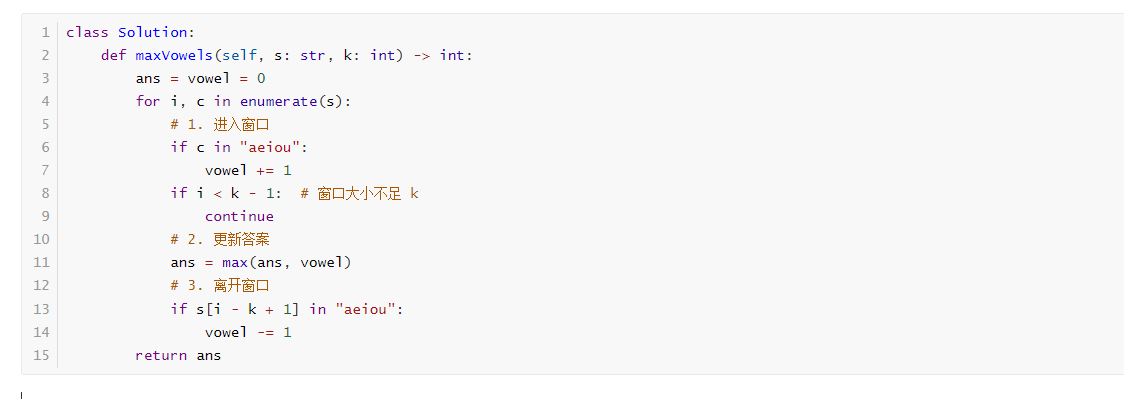 1 class Solution:
2     def maxVowels(self, s: str, k: int) -> int:
3         ans = vowel = 0
4         for i, c in enumerate(s):
5             # 1. 进入窗口
6             if c in "aeiou":
7                 vowel += 1
8             if i < k - 1:  # 窗口大小不足 k
9                 continue
10             # 2. 更新答案
11             ans = max(ans, vowel)
12             # 3. 离开窗口
13             if s[i - k + 1] in "aeiou":
14                 vowel -= 1
15         return ans